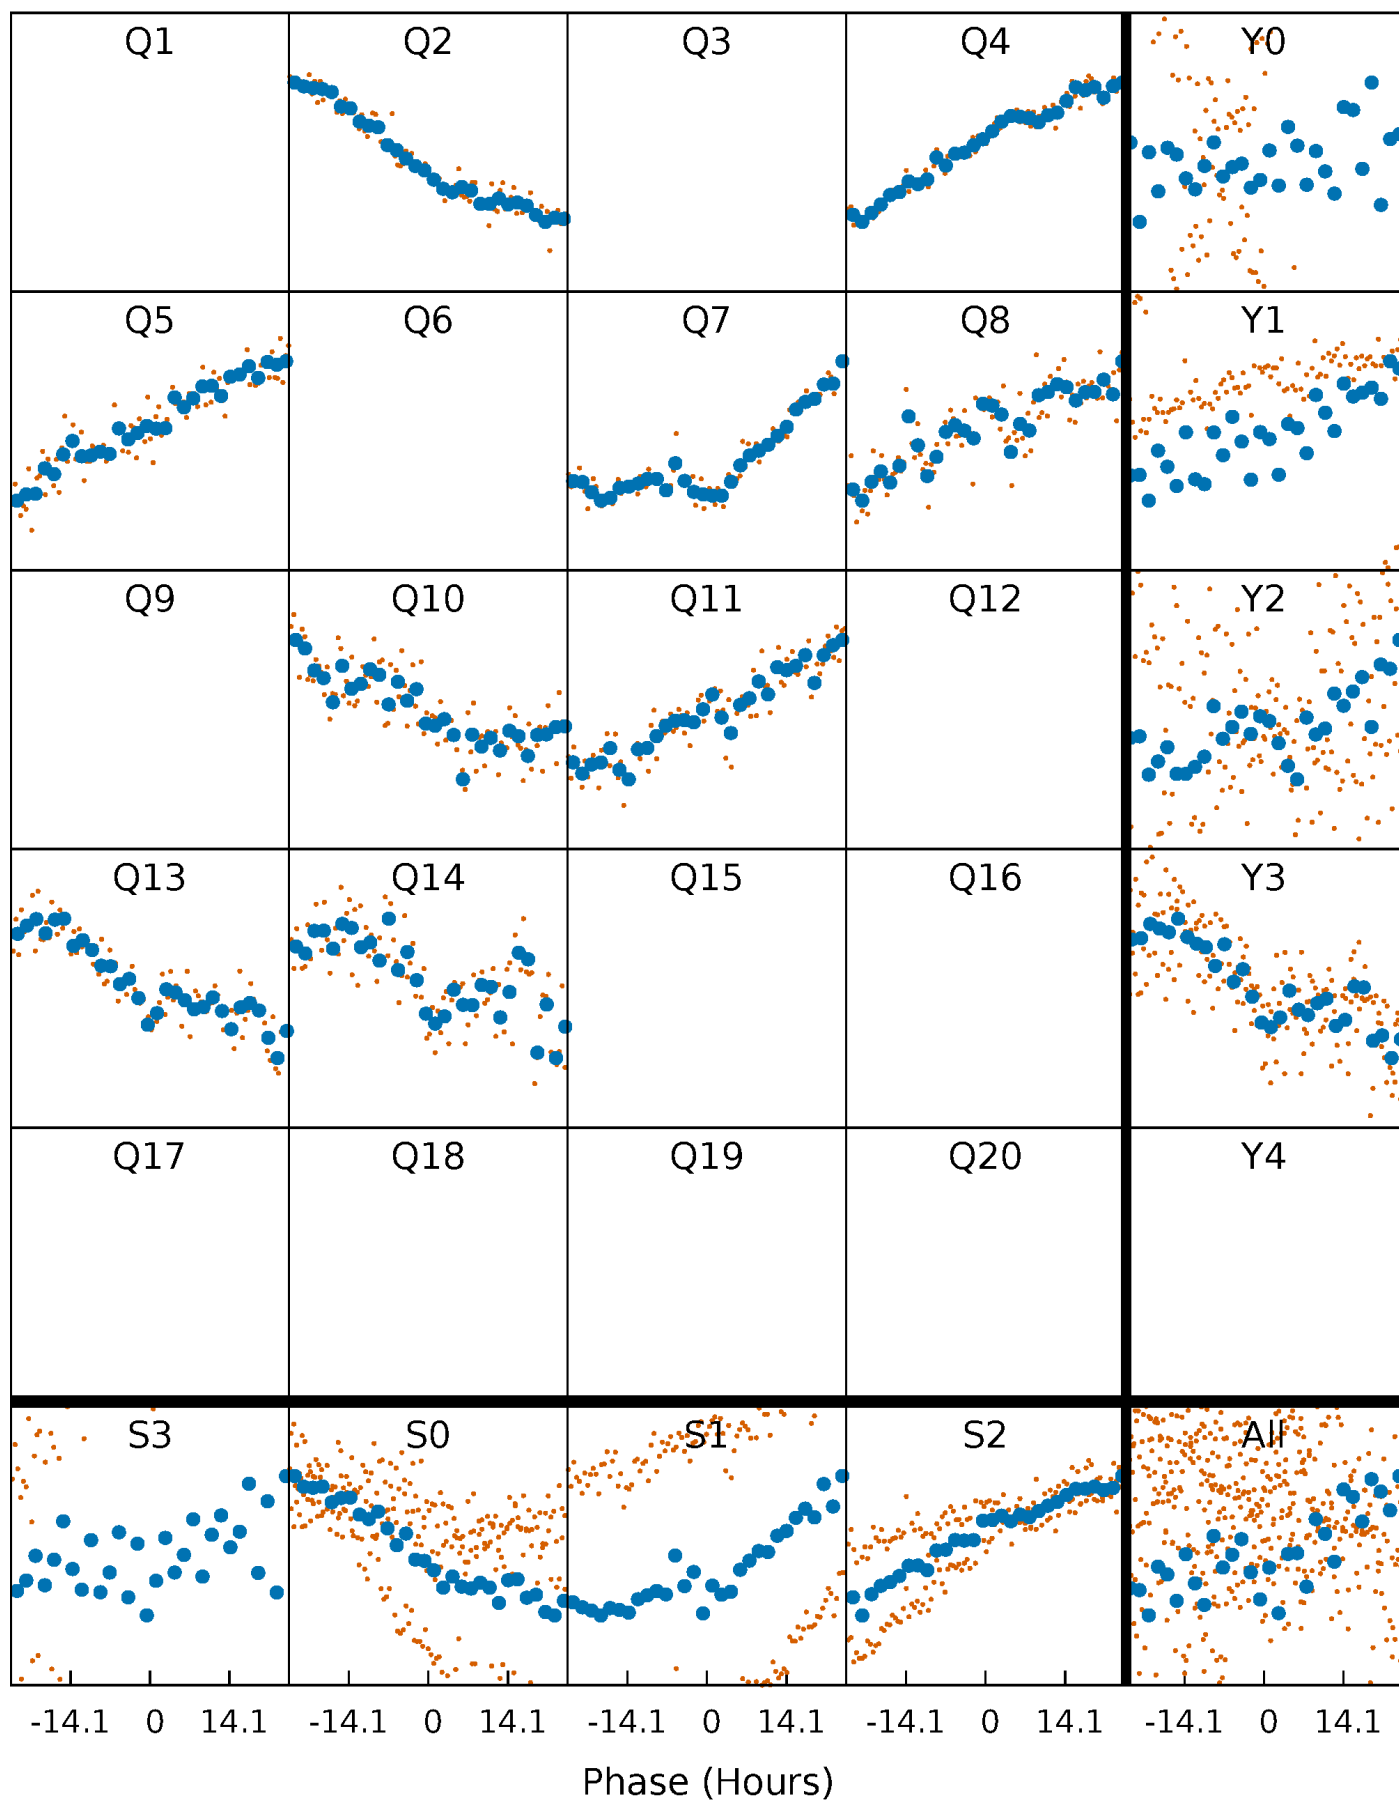 Q1 Q2 Q3 Q4 Y0
Q5 Q6 Q7 Q8 Y1
Q9 Q10 Q11 Q12 Y2
Q13 Q14 Q15 Q16 Y3
Q17 Q18 Q19 Q20 Y4
S3 S0 S1 S2 All
-14.1 0 14.1 -14.1 0 14.1 -14.1 0 14.1 -14.1 0 14.1 -14.1 0 14.1
Phase (Hours)